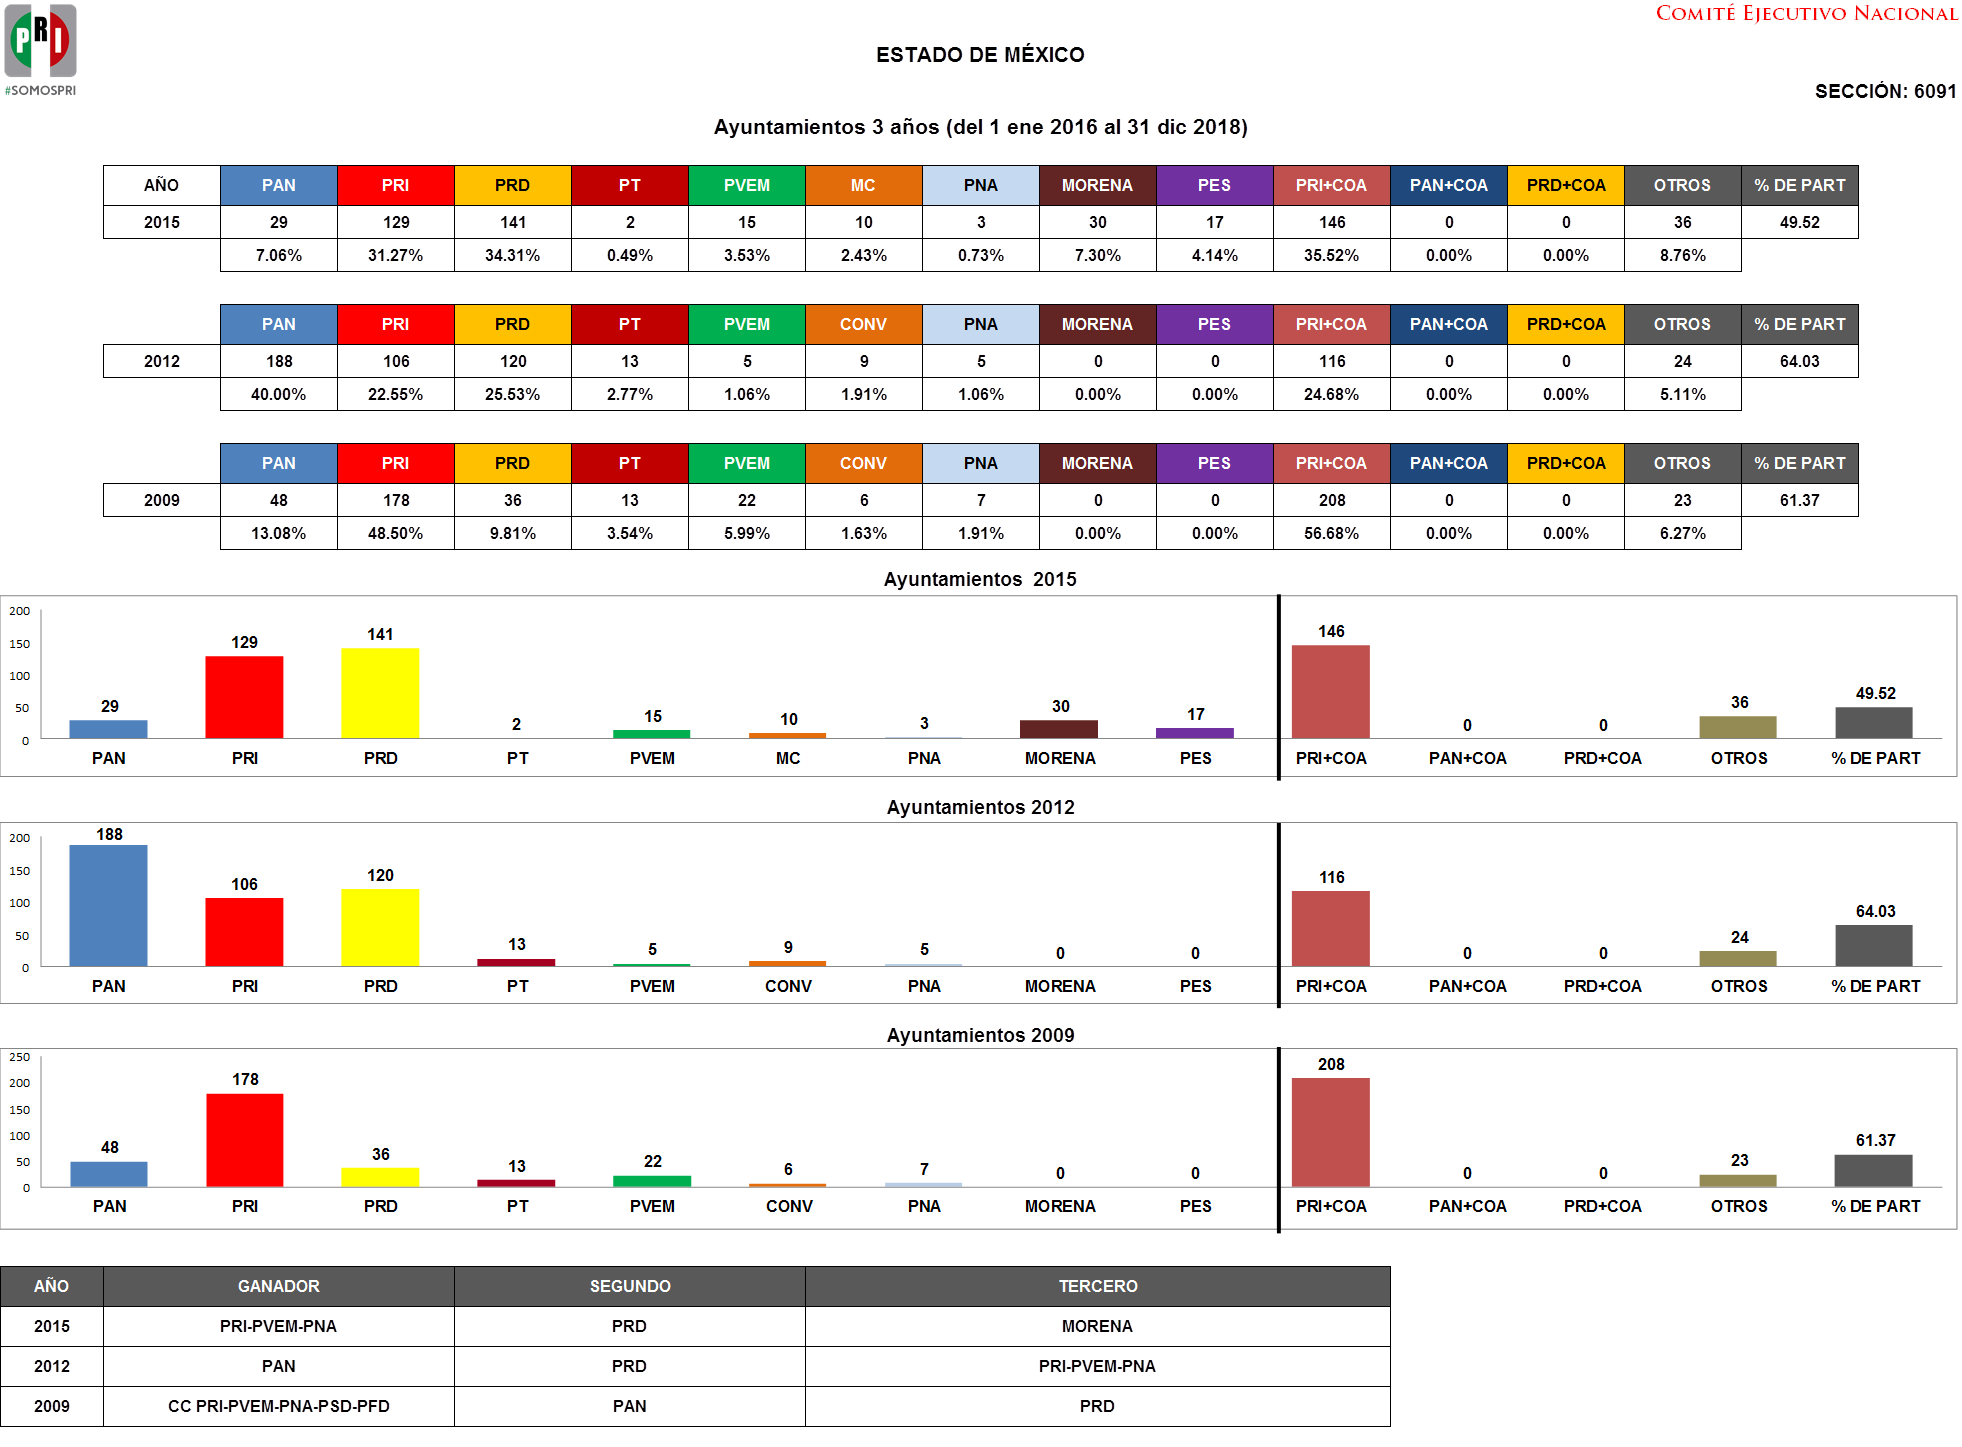 PRI
#SOMOSPRI
COMITÉ EJECUTIVO NACIONAL
ESTADO DE MÉXICO
SECCIÓN: 6091
Ayuntamientos 3 años (del 1 ene 2016 al 31 dic 2018)
AÑO PAN PRI PRD PT PVEM MC PNA MORENA PES PRI+COA PAN+COA PRD+COA OTROS % DE PART
2015 29 129 141 2 15 10 3 30 17 146 0 0 36 49.52
7.06% 31.27% 34.31% 0.49% 3.53% 2.43% 0.73% 7.30% 4.14% 35.52% 0.00% 0.00% 8.76%
PAN PRI PRD PT PVEM CONV PNA MORENA PES PRI+COA PAN+COA PRD+COA OTROS % DE PART
2012 188 106 120 13 5 9 5 0 0 116 0 0 24 64.03
40.00% 22.55% 25.53% 2.77% 1.06% 1.91% 1.06% 0.00% 0.00% 24.68% 0.00% 0.00% 5.11%
PAN PRI PRD PT PVEM CONV PNA MORENA PES PRI+COA PAN+COA PRD+COA OTROS % DE PART
2009 48 178 36 13 22 6 7 0 0 208 0 0 23 61.37
13.08% 48.50% 9.81% 3.54% 5.99% 1.63% 1.91% 0.00% 0.00% 56.68% 0.00% 0.00% 6.27%
Ayuntamientos 2015
200
150
100
50
0
29 129 141 2 15 10 3 30 17 146 0 0 36 49.52
PAN PRI PRD PT PVEM MC PNA MORENA PES PRI+COA PAN+COA PRD+COA OTROS % DE PART
Ayuntamientos 2012
200
150
100
50
0
188 106 120 13 5 9 5 0 0 116 0 0 24 64.03
PAN PRI PRD PT PVEM CONV PNA MORENA PES PRI+COA PAN+COA PRD+COA OTROS % DE PART
Ayuntamientos 2009
250
200
150
100
50
0
48 178 36 13 22 6 7 0 0 208 0 0 23 61.37
PAN PRI PRD PT PVEM CONV PNA MORENA PES PRI+COA PAN+COA PRD+COA OTROS % DE PART
AÑO GANADOR SEGUNDO TERCERO
2015 PRI-PVEM-PNA PRD MORENA
2012 PAN PRD PRI-PVEM-PNA
2009 CC PRI-PVEM-PNA-PSD-PFD PAN PRD